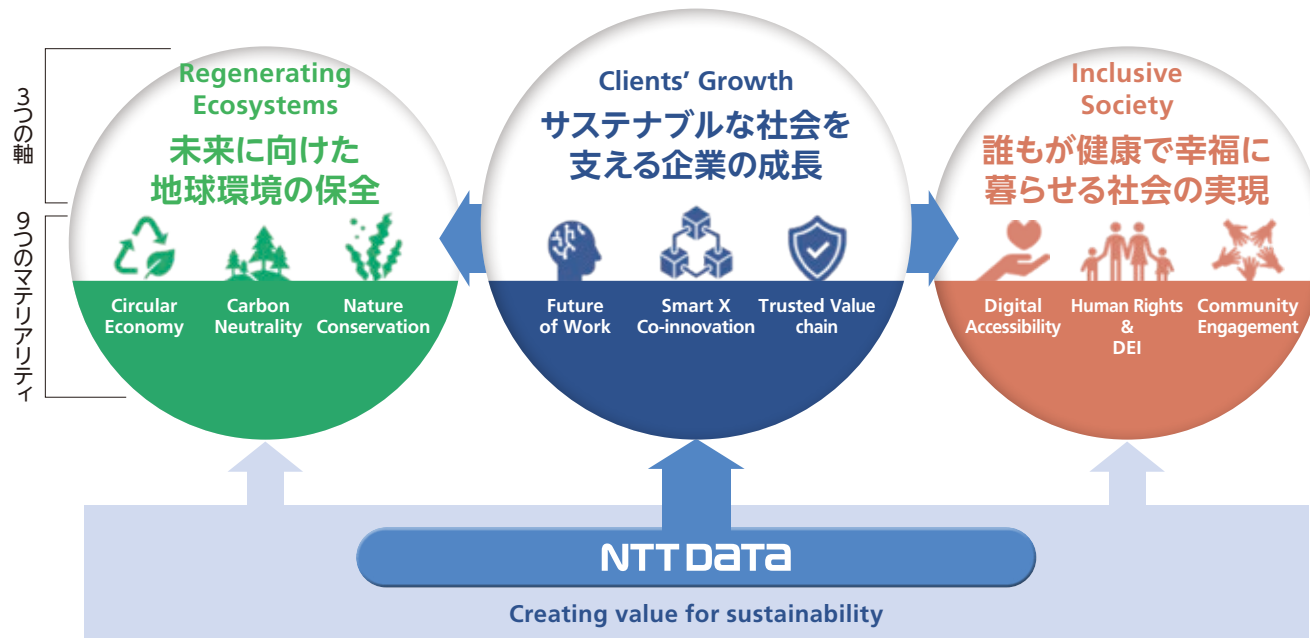 3つの軸
9つのマテリアリティ
Regenerating
Ecosystems
未来に向けた
地球環境の保全
Circular
Economy
Carbon
Neutrality
Nature
Conservation
Clients’ Growth
サステナブルな社会を
支える企業の成長
Future
of Work
Smart X
Co-innovation
Trusted Value
chain
Inclusive
Society
誰もが健康で幸福に
暮らせる社会の実現
Digital
Accessibility
Human Rights
&
DEI
Community
Engagement
NTT DATA
Creating value for sustainability